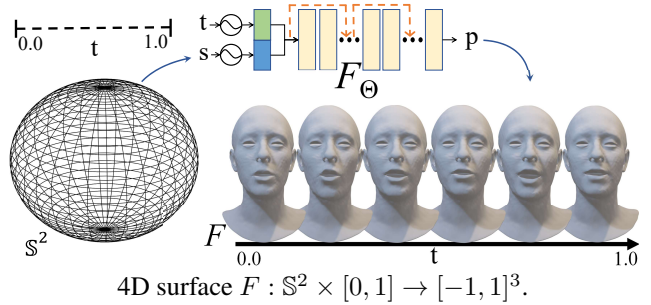 0.0 t 1.0
t
s
p
F_Θ
𝕊²
F
0.0 t 1.0
4D surface F : 𝕊² × [0, 1] → [−1, 1]³.